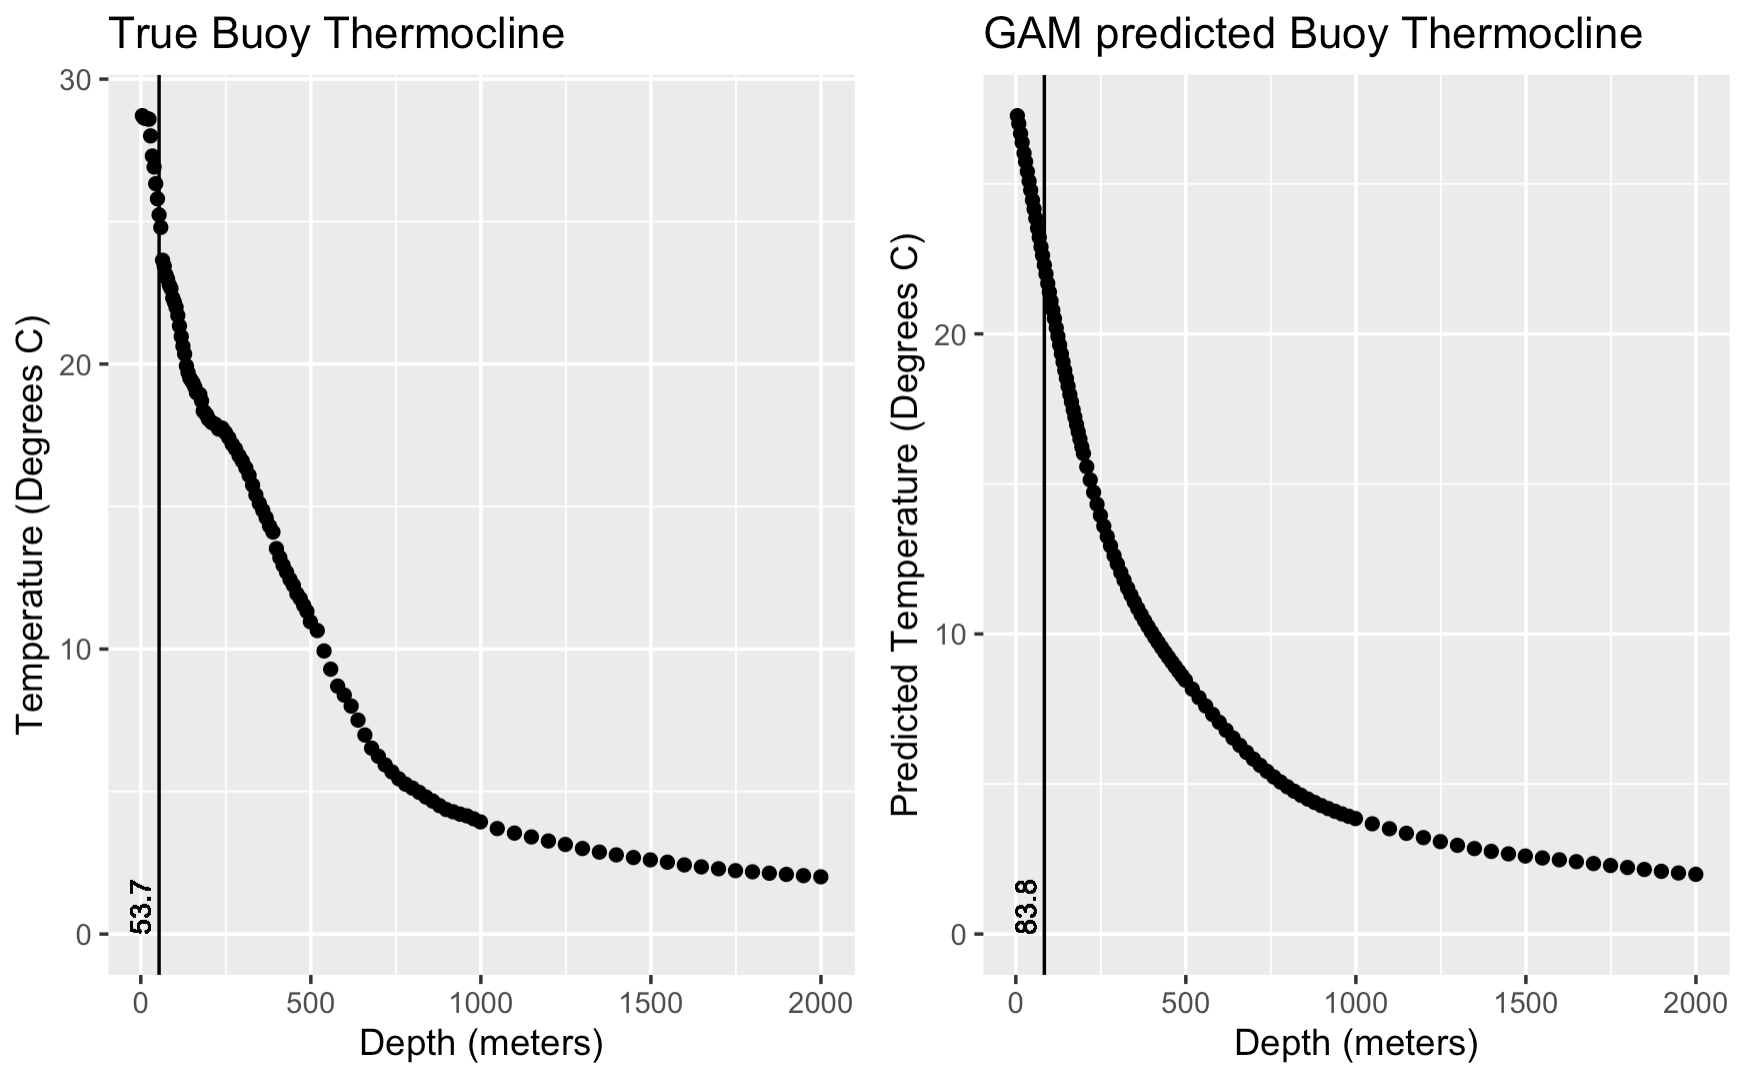 True Buoy Thermocline
Temperature (Degrees C)
30
20
10
0
53.7
0 500 1000 1500 2000
Depth (meters)
GAM predicted Buoy Thermocline
Predicted Temperature (Degrees C)
20
10
0
83.8
0 500 1000 1500 2000
Depth (meters)